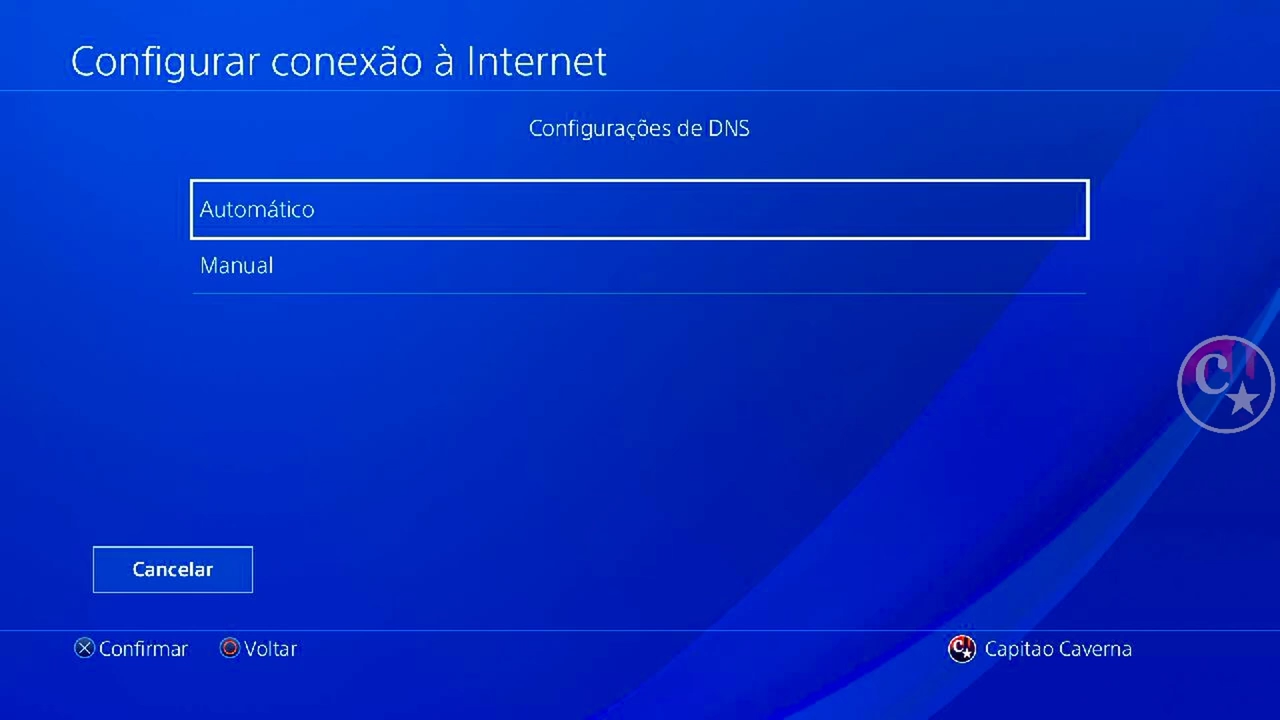 Configurar conexão à Internet
Configurações de DNS
Automático
Manual
C
Cancelar
Confirmar Voltar
C Capitao Caverna